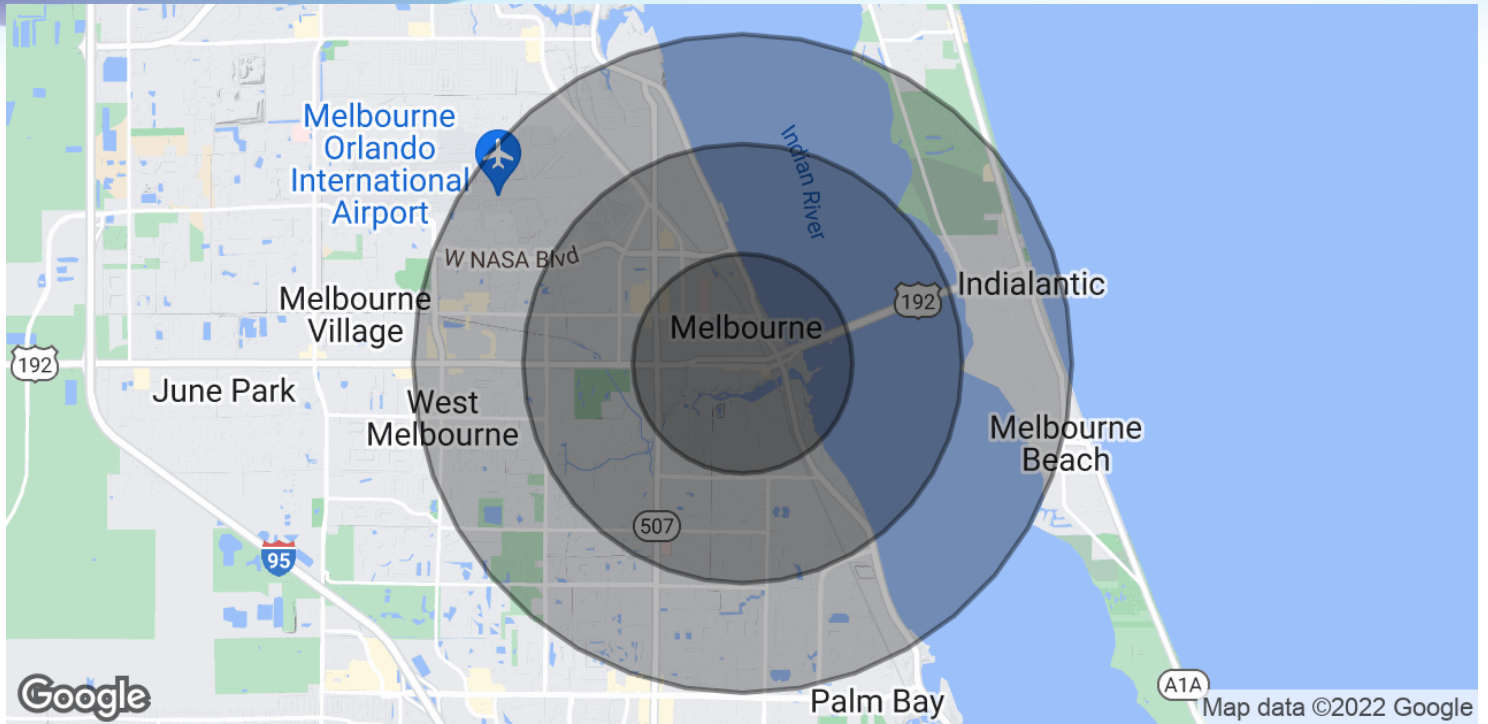 Melbourne
Orlando
International
Airport
Indian River
W NASA Blvd
Indialantic
192
Melbourne
Village
Melbourne
192
June Park
West
Melbourne
Melbourne
Beach
507
95
A1A
Palm Bay
Google
Map data ©2022 Google